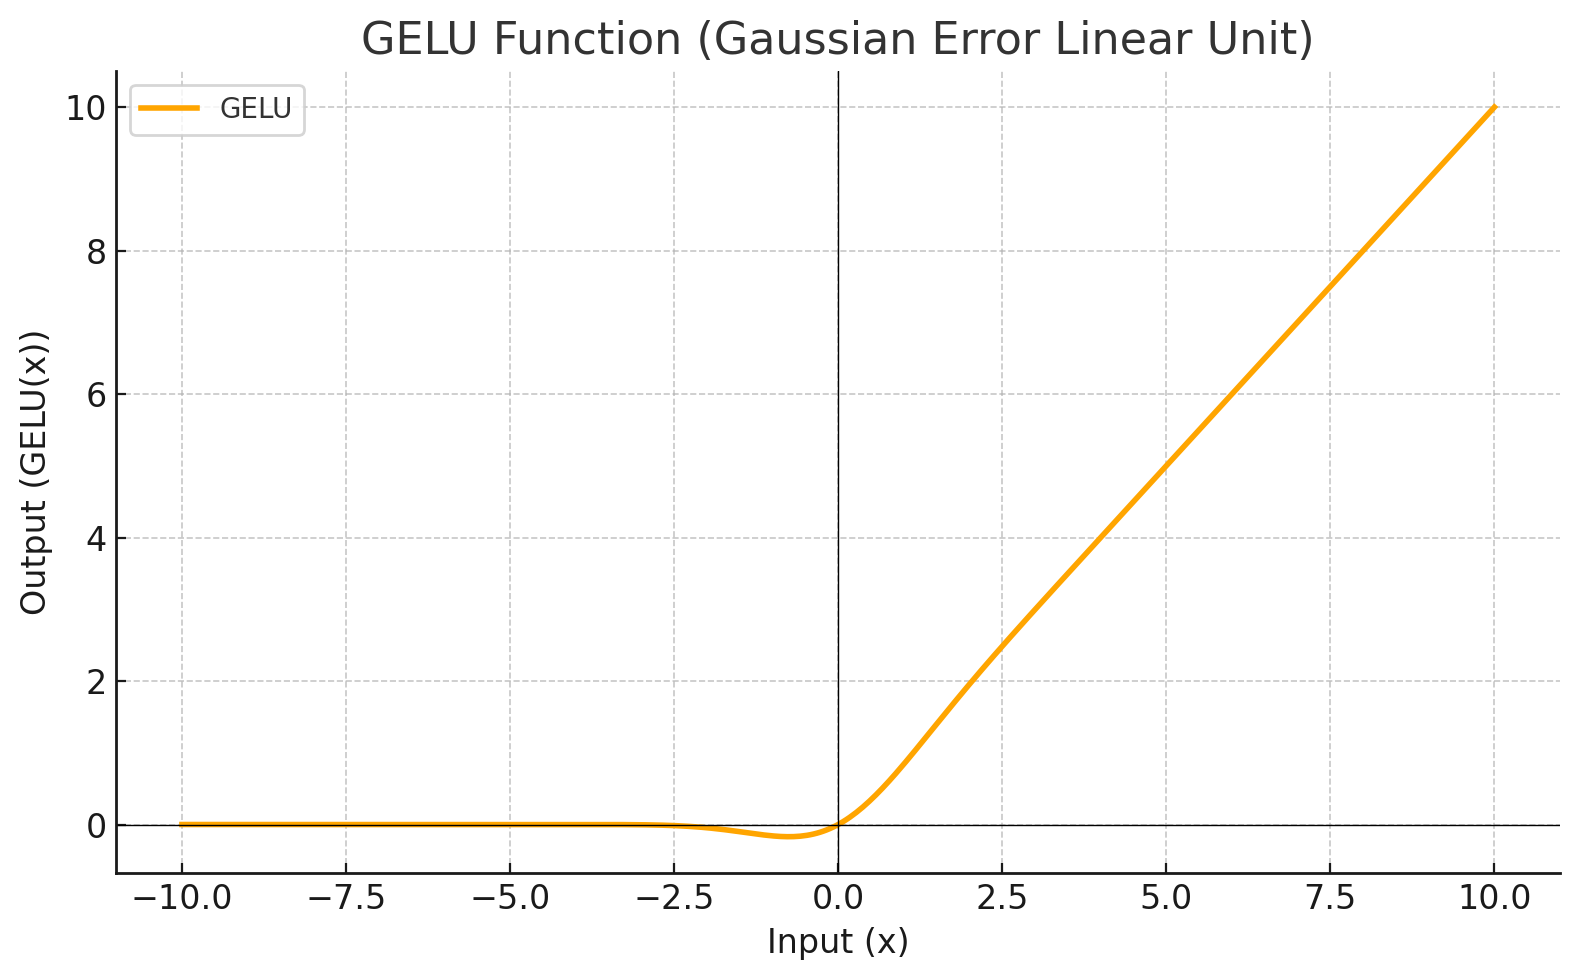 GELU Function (Gaussian Error Linear Unit)
GELU
10
8
6
4
2
0
Output (GELU(x))
−10.0 −7.5 −5.0 −2.5 0.0 2.5 5.0 7.5 10.0
Input (x)